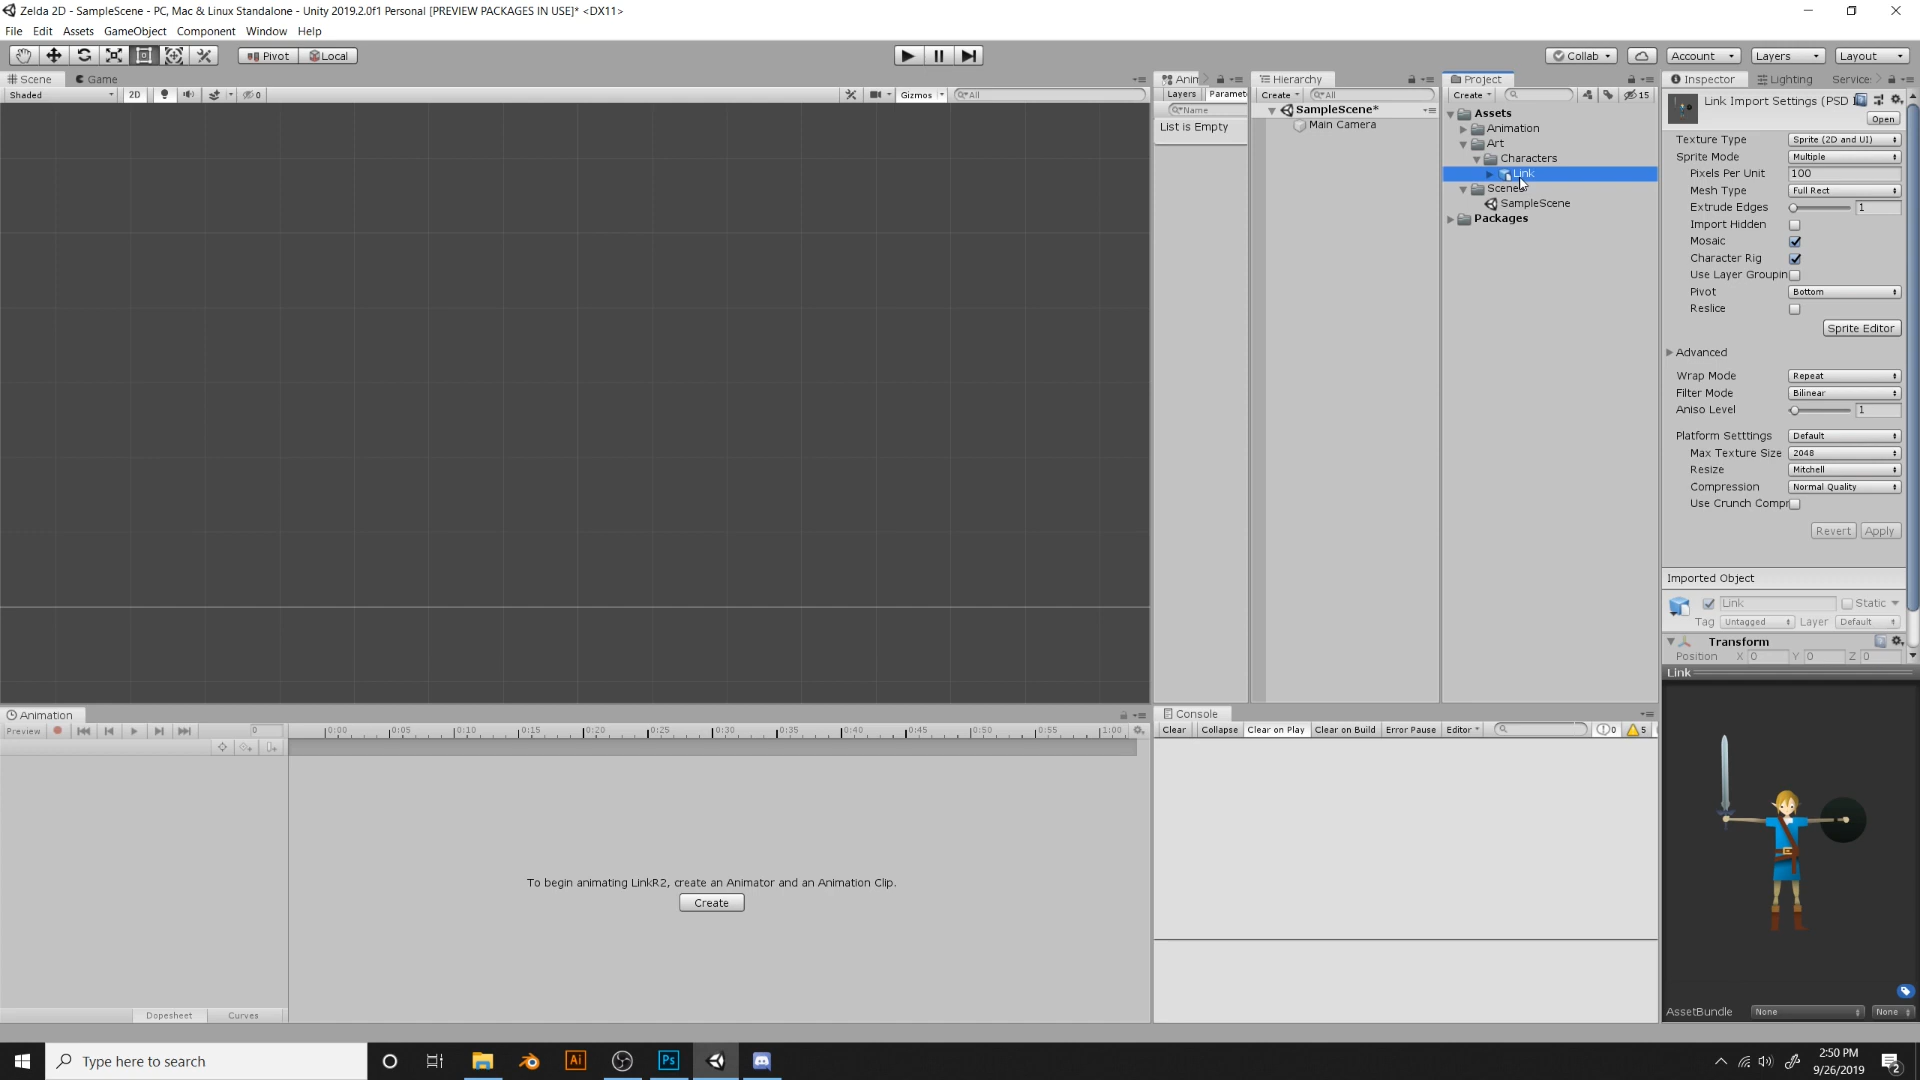 Zelda 2D - SampleScene - PC, Mac & Linux Standalone - Unity 2019.2.0f1 Personal [PREVIEW PACKAGES IN USE]* <DX11>
File Edit Assets GameObject Component Window Help
Pivot Local Collab Account Layers Layout
Scene Game
Shaded 2D 0 Gizmos All
Anim
Layers Paramet
Name
List is Empty
Hierarchy
Create All
SampleScene*
Main Camera
Project
Create 15
Assets
Animation
Art
Characters
Link
Scenes
SampleScene
Packages
Inspector Lighting Service
Link Import Settings (PSD I
Open
Texture Type Sprite (2D and UI)
Sprite Mode Multiple
Pixels Per Unit 100
Mesh Type Full Rect
Extrude Edges 1
Import Hidden
Mosaic
Character Rig
Use Layer Groupin
Pivot Bottom
Reslice
Sprite Editor
Advanced
Wrap Mode Repeat
Filter Mode Bilinear
Aniso Level 1
Platform Setttings Default
Max Texture Size 2048
Resize Mitchell
Compression Normal Quality
Use Crunch Compr
Revert Apply
Imported Object
Link Static
Tag Untagged Layer Default
Transform
Position X 0 Y 0 Z 0
Link
AssetBundle None None
Animation
Preview 0 0:00 0:05 0:10 0:15 0:20 0:25 0:30 0:35 0:40 0:45 0:50 0:55 1:00
To begin animating LinkR2, create an Animator and an Animation Clip.
Create
Dopesheet Curves
Console
Clear Collapse Clear on Play Clear on Build Error Pause Editor 0 5
Type here to search
Ai
Ps
2:50 PM
9/26/2019
2